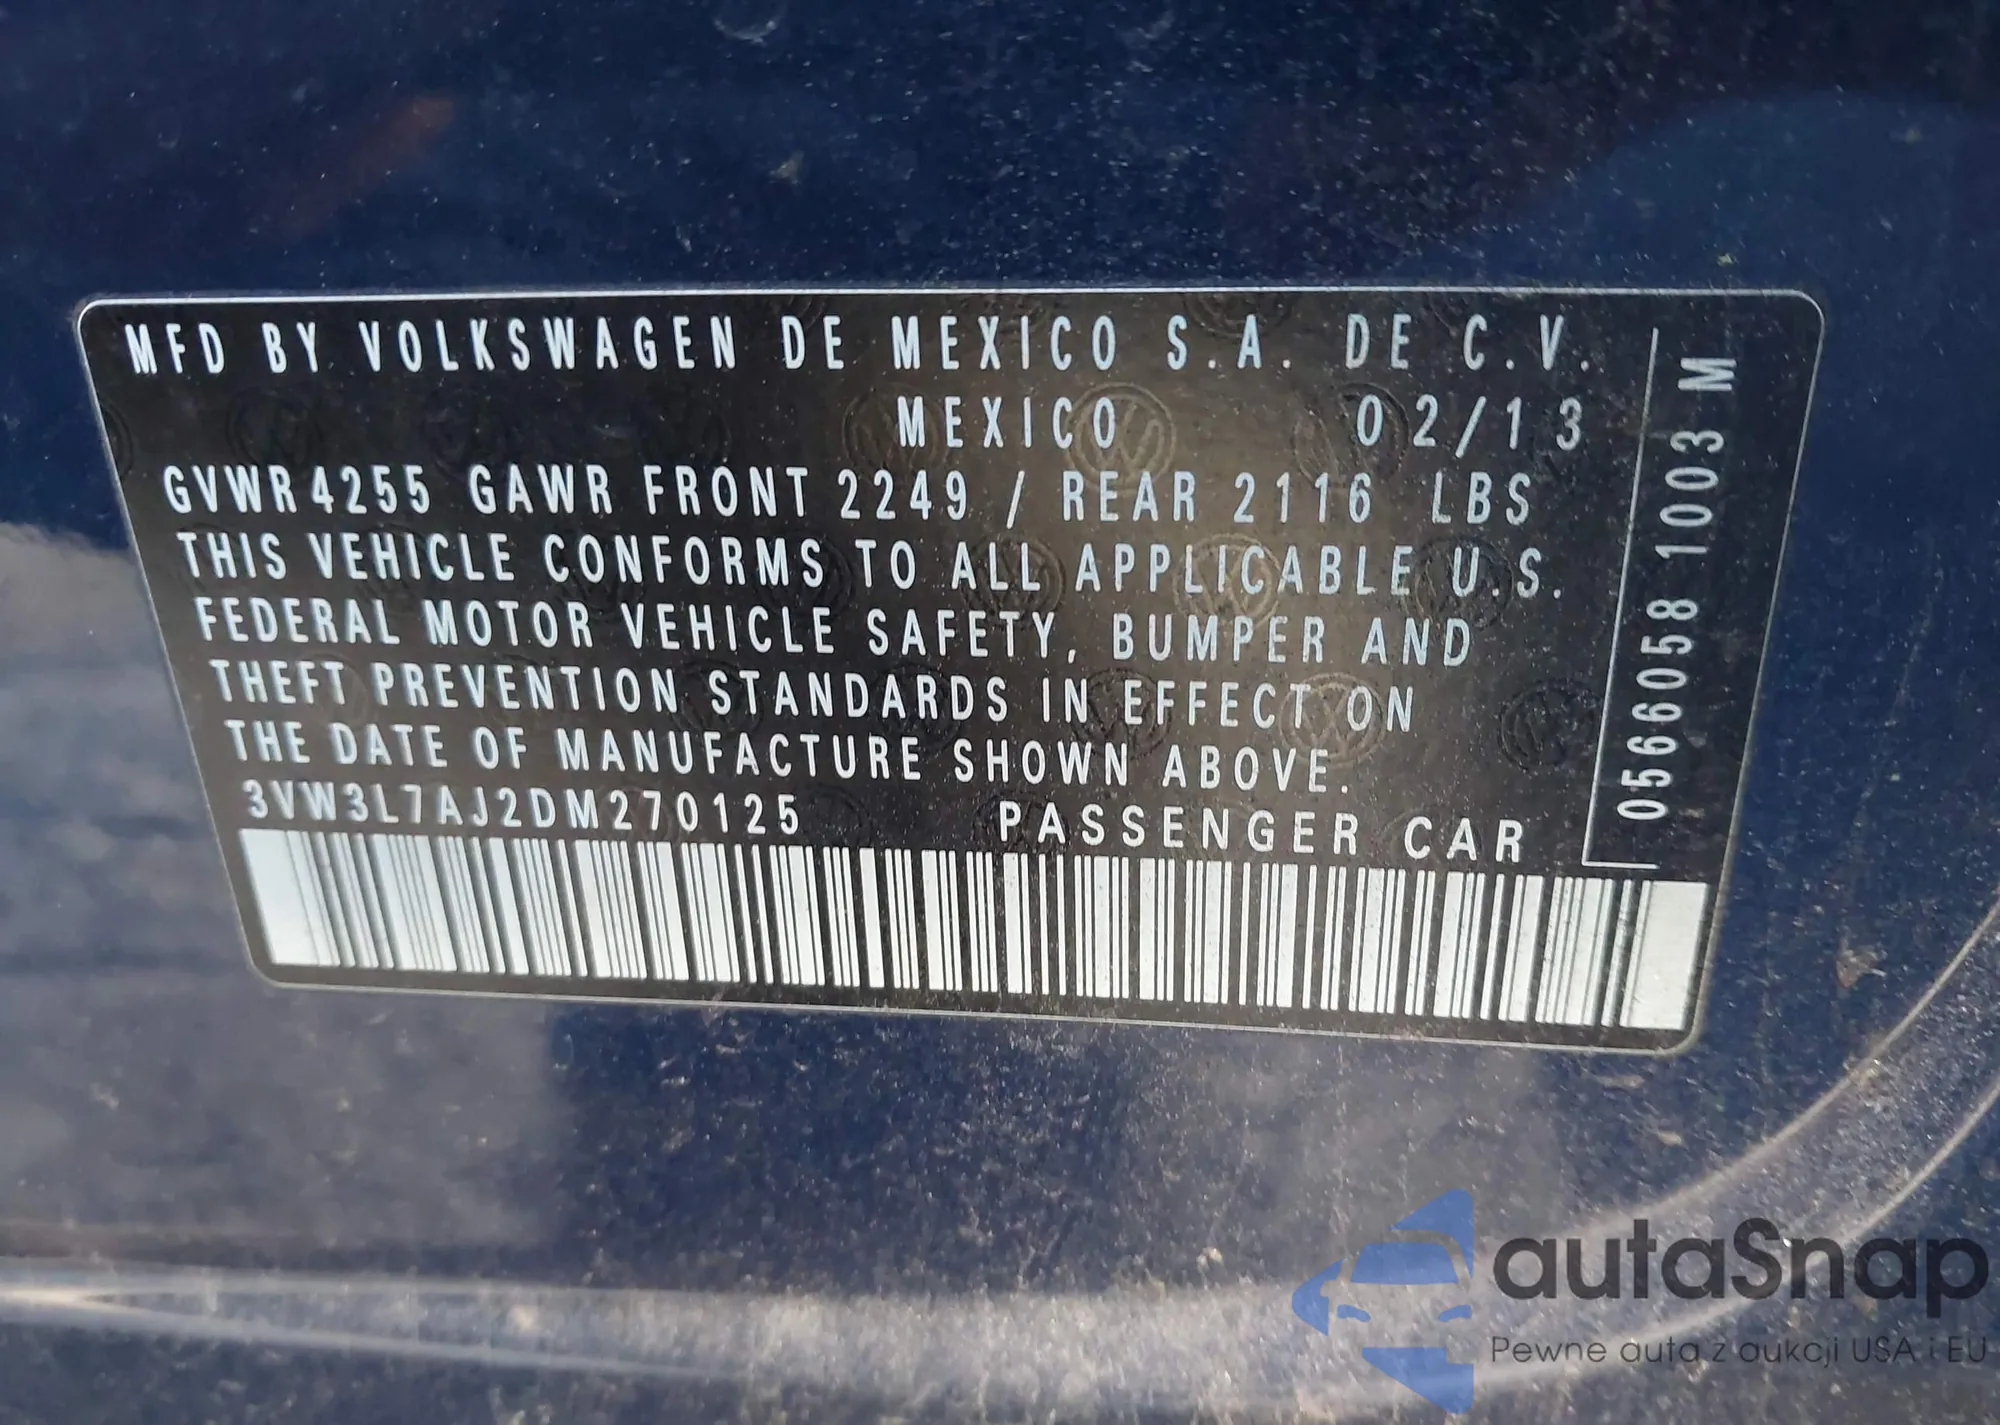 MFD BY VOLKSWAGEN DE MEXICO S.A. DE C.V.
MEXICO 02/13
GVWR 4255 GAWR FRONT 2249 / REAR 2116 LBS
THIS VEHICLE CONFORMS TO ALL APPLICABLE U.S.
FEDERAL MOTOR VEHICLE SAFETY, BUMPER AND
THEFT PREVENTION STANDARDS IN EFFECT ON
THE DATE OF MANUFACTURE SHOWN ABOVE.
3VW3L7AJ2DM270125 PASSENGER CAR
0566058 1003 M
autaSnap
Pewne auta z aukcji USA i EU